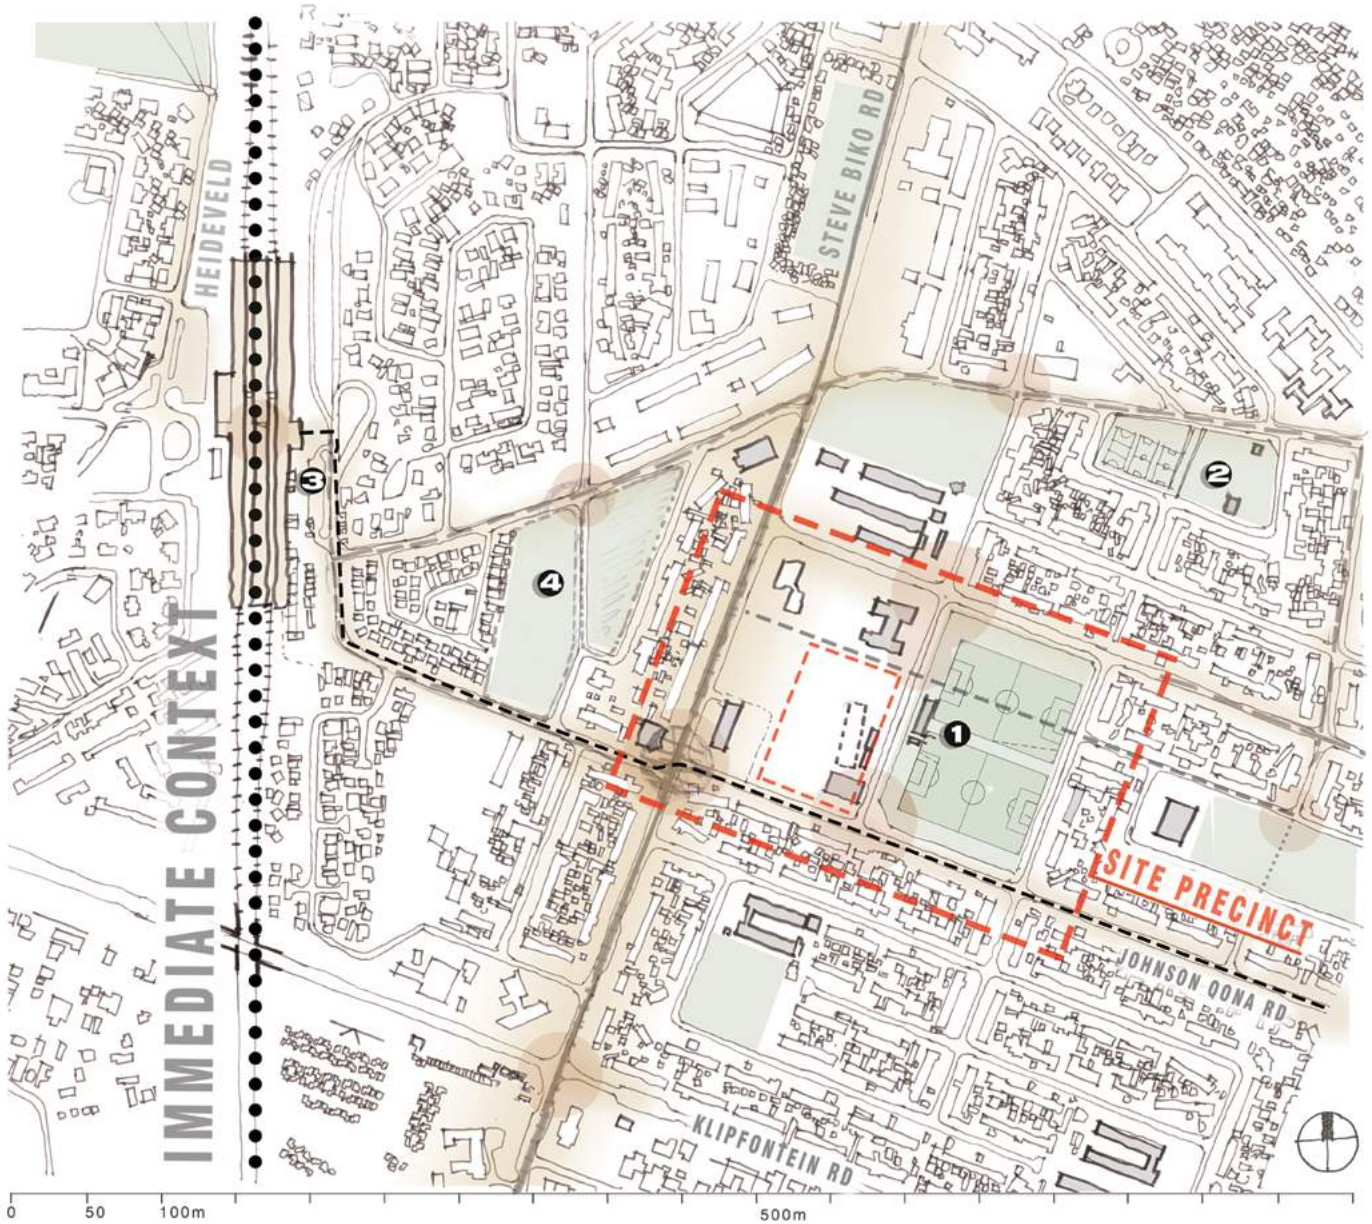 HEIDEVELD
STEVE BIKO RD
2
3
4
1
IMMEDIATE CONTEXT
SITE PRECINCT
JOHNSON QONA RD
KLIPFONTEIN RD
0 50 100m 500m